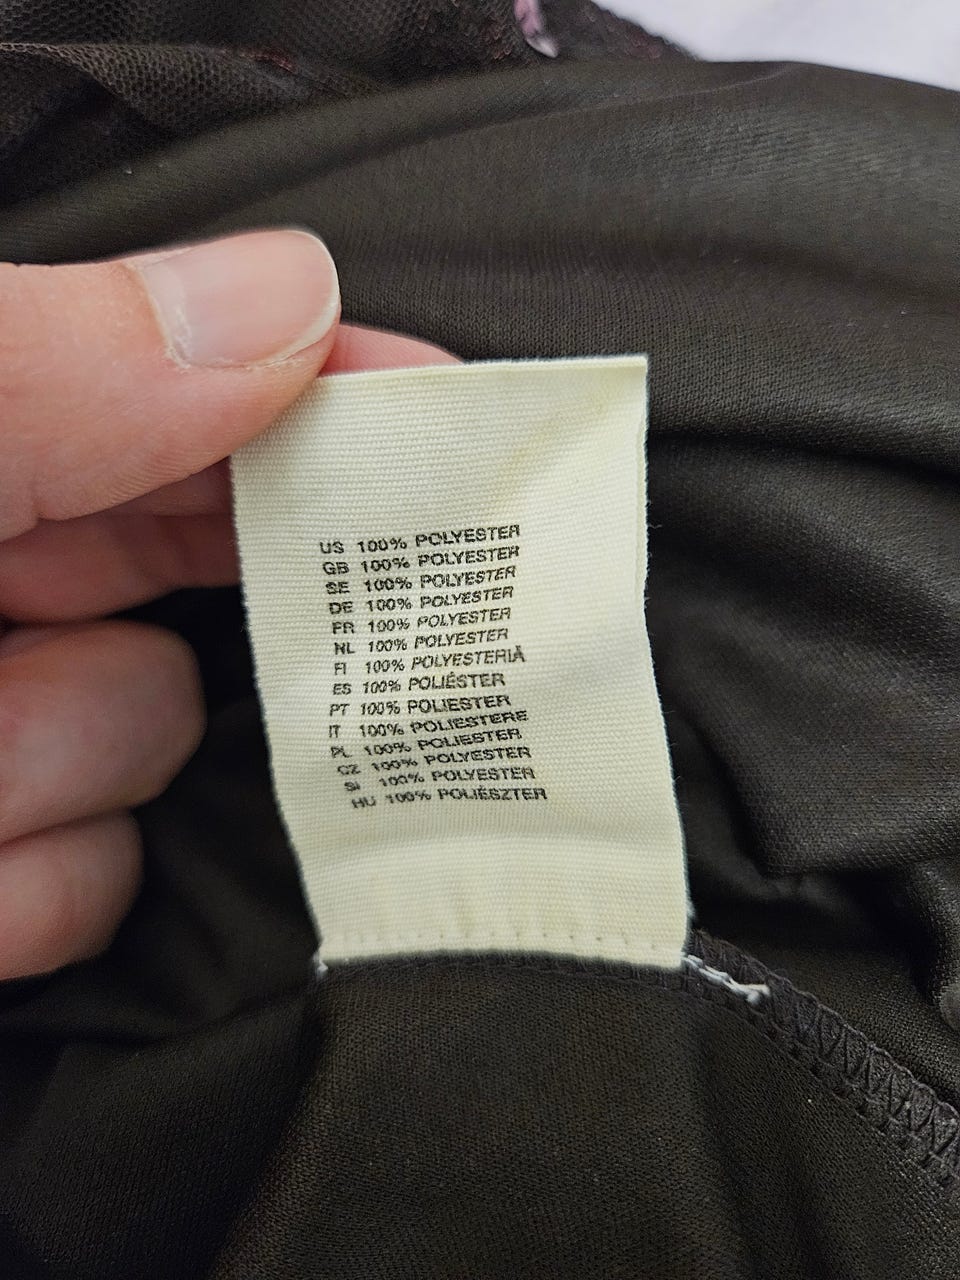 US 100% POLYESTER
GB 100% POLYESTER
SE 100% POLYESTER
DE 100% POLYESTER
FR 100% POLYESTER
NL 100% POLYESTER
FI 100% POLYESTERIÄ
ES 100% POLIÉSTER
PT 100% POLIESTER
IT 100% POLIESTERE
PL 100% POLIESTER
CZ 100% POLYESTER
SI 100% POLYESTER
HU 100% POLIÉSZTER